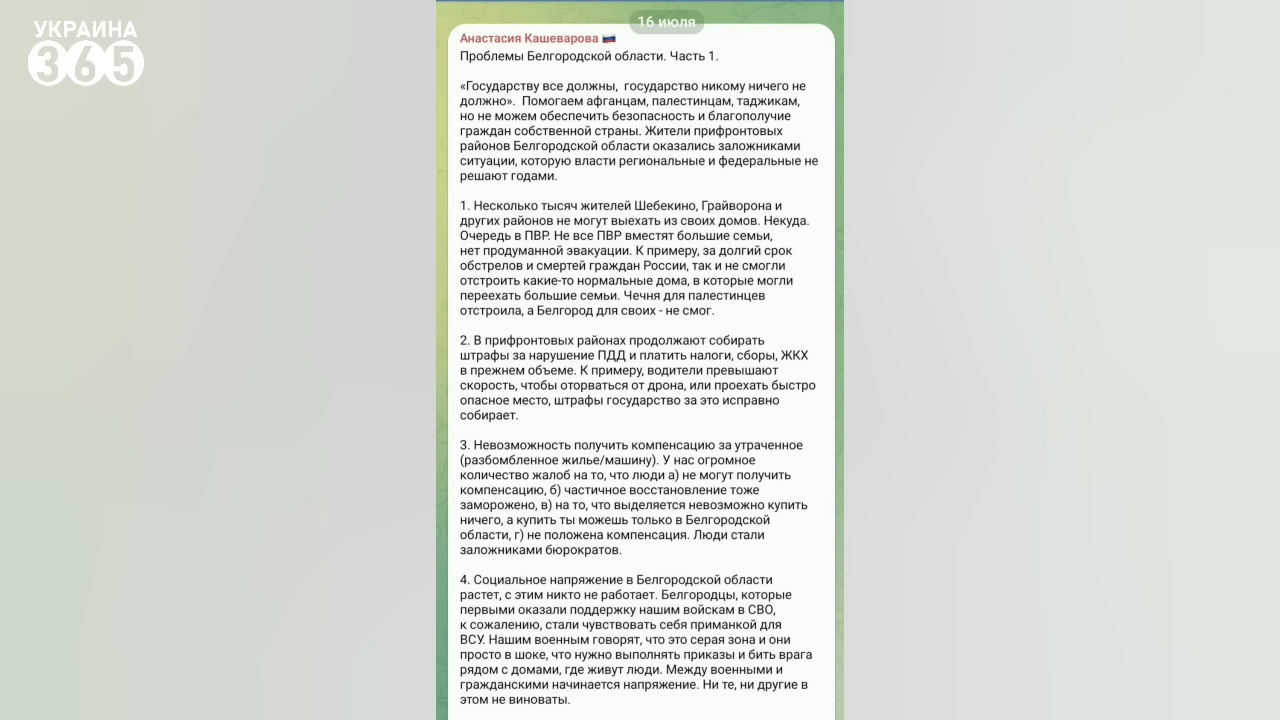 УКРАИНА
365
16 июля
Анастасия Кашеварова 🇷🇺
Проблемы Белгородской области. Часть 1.
«Государству все должны,  государство никому ничего не
должно».  Помогаем афганцам, палестинцам, таджикам,
но не можем обеспечить безопасность и благополучие
граждан собственной страны. Жители прифронтовых
районов Белгородской области оказались заложниками
ситуации, которую власти региональные и федеральные не
решают годами.
1. Несколько тысяч жителей Шебекино, Грайворона и
других районов не могут выехать из своих домов. Некуда.
Очередь в ПВР. Не все ПВР вместят большие семьи,
нет продуманной эвакуации. К примеру, за долгий срок
обстрелов и смертей граждан России, так и не смогли
отстроить какие-то нормальные дома, в которые могли
переехать большие семьи. Чечня для палестинцев
отстроила, а Белгород для своих - не смог.
2. В прифронтовых районах продолжают собирать
штрафы за нарушение ПДД и платить налоги, сборы, ЖКХ
в прежнем объеме. К примеру, водители превышают
скорость, чтобы оторваться от дрона, или проехать быстро
опасное место, штрафы государство за это исправно
собирает.
3. Невозможность получить компенсацию за утраченное
(разбомбленное жилье/машину). У нас огромное
количество жалоб на то, что люди а) не могут получить
компенсацию, б) частичное восстановление тоже
заморожено, в) на то, что выделяется невозможно купить
ничего, а купить ты можешь только в Белгородской
области, г) не положена компенсация. Люди стали
заложниками бюрократов.
4. Социальное напряжение в Белгородской области
растет, с этим никто не работает. Белгородцы, которые
первыми оказали поддержку нашим войскам в СВО,
к сожалению, стали чувствовать себя приманкой для
ВСУ. Нашим военным говорят, что это серая зона и они
просто в шоке, что нужно выполнять приказы и бить врага
рядом с домами, где живут люди. Между военными и
гражданскими начинается напряжение. Ни те, ни другие в
этом не виноваты.